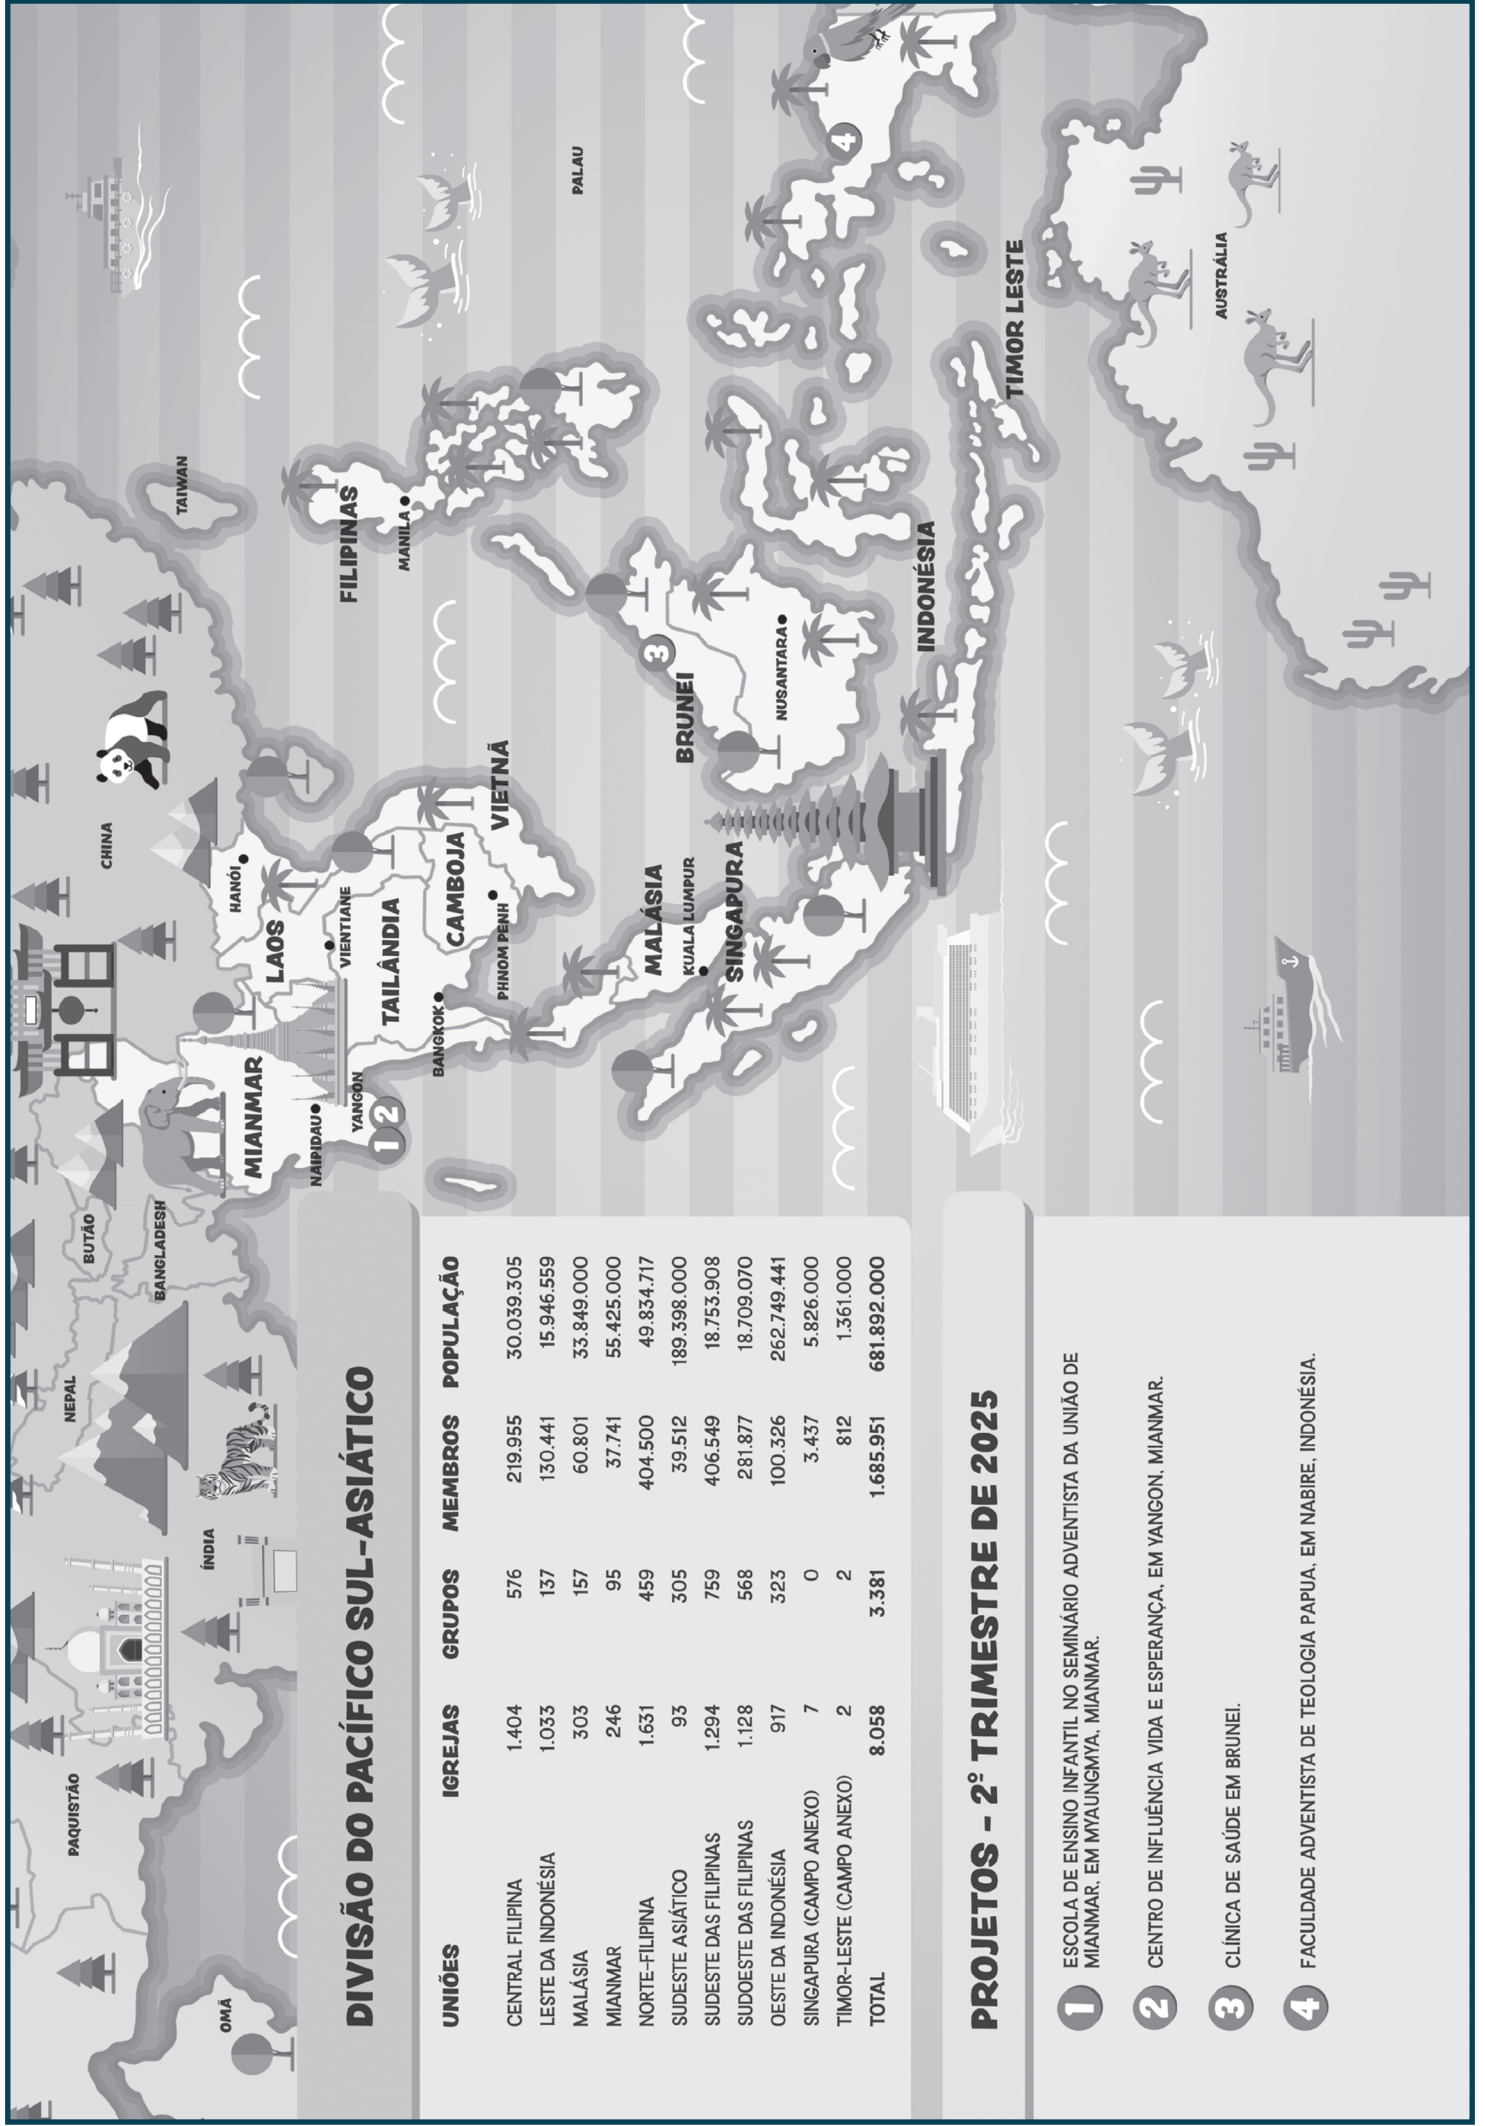 DIVISÃO DO PACÍFICO SUL-ASIÁTICO
UNIÕES IGREJAS GRUPOS MEMBROS POPULAÇÃO
CENTRAL FILIPINA 1.404 576 219.955 30.039.305
LESTE DA INDONÉSIA 1.033 137 130.441 15.946.559
MALÁSIA 303 157 60.801 33.849.000
MIANMAR 246 95 37.741 55.425.000
NORTE-FILIPINA 1.631 459 404.500 49.834.717
SUDESTE ASIÁTICO 93 305 39.512 189.398.000
SUDESTE DAS FILIPINAS 1.294 759 406.549 18.753.908
SUDOESTE DAS FILIPINAS 1.128 568 281.877 18.709.070
OESTE DA INDONÉSIA 917 323 100.326 262.749.441
SINGAPURA (CAMPO ANEXO) 7 0 3.437 5.826.000
TIMOR-LESTE (CAMPO ANEXO) 2 2 812 1.361.000
TOTAL 8.058 3.381 1.685.951 681.892.000
PROJETOS – 2º TRIMESTRE DE 2025
1 ESCOLA DE ENSINO INFANTIL NO SEMINÁRIO ADVENTISTA DA UNIÃO DE
MIANMAR, EM MYAUNGMYA, MIANMAR.
2 CENTRO DE INFLUÊNCIA VIDA E ESPERANÇA, EM YANGON, MIANMAR.
3 CLÍNICA DE SAÚDE EM BRUNEI.
4 FACULDADE ADVENTISTA DE TEOLOGIA PAPUA, EM NABIRE, INDONÉSIA.
OMÃ
PAQUISTÃO
ÍNDIA
NEPAL
BUTÃO
BANGLADESH
CHINA
TAIWAN
MIANMAR
NAIPIDAU
YANGON
1 2
LAOS
HANÓI
VIENTIANE
TAILÂNDIA
BANGKOK
CAMBOJA
PHNOM PENH
VIETNÃ
FILIPINAS
MANILA
PALAU
MALÁSIA
KUALA LUMPUR
SINGAPURA
BRUNEI
3
NUSANTARA
INDONÉSIA
4
TIMOR LESTE
AUSTRÁLIA